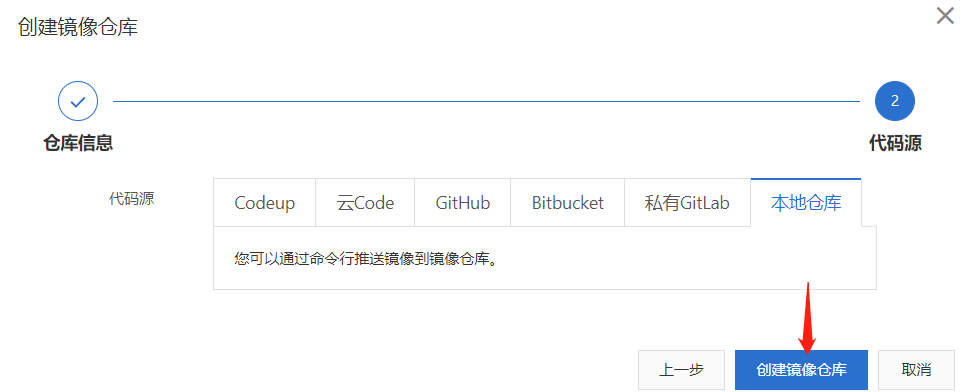 创建镜像仓库
2
仓库信息 代码源
代码源 Codeup 云Code GitHub Bitbucket 私有GitLab 本地仓库
您可以通过命令行推送镜像到镜像仓库。
上一步 创建镜像仓库 取消